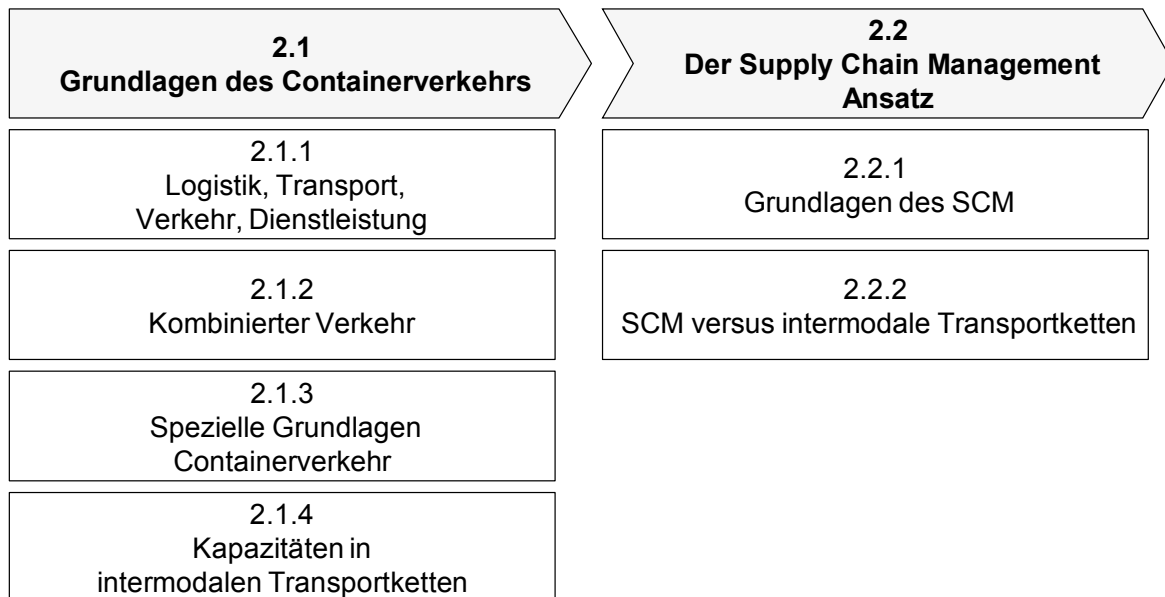 2.1
Grundlagen des Containerverkehrs
2.1.1
Logistik, Transport,
Verkehr, Dienstleistung
2.1.2
Kombinierter Verkehr
2.1.3
Spezielle Grundlagen
Containerverkehr
2.1.4
Kapazitäten in
intermodalen Transportketten
2.2
Der Supply Chain Management
Ansatz
2.2.1
Grundlagen des SCM
2.2.2
SCM versus intermodale Transportketten